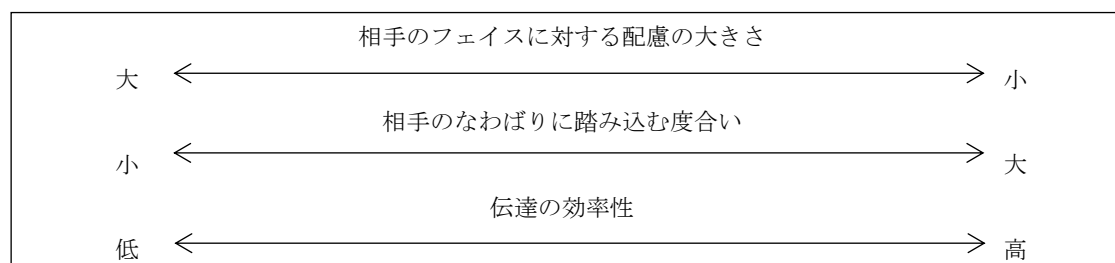 相手のフェイスに対する配慮の大きさ
大 小
相手のなわばりに踏み込む度合い
小 大
伝達の効率性
低 高